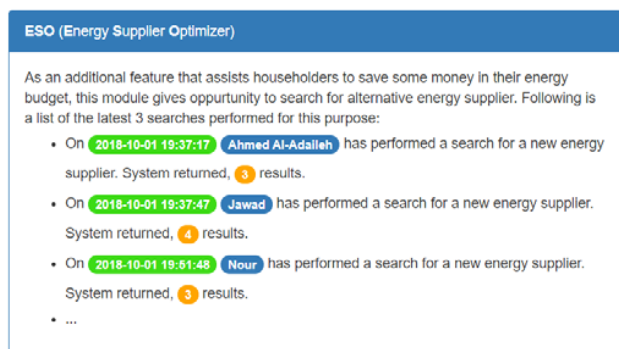 ESO (Energy Supplier Optimizer)
As an additional feature that assists householders to save some money in their energy
budget, this module gives oppurtunity to search for alternative energy supplier. Following is
a list of the latest 3 searches performed for this purpose:
• On 2018-10-01 19:37:17 Ahmed Al-Adaileh has performed a search for a new energy
supplier. System returned, 3 results.
• On 2018-10-01 19:37:47 Jawad has performed a search for a new energy supplier.
System returned, 4 results.
• On 2018-10-01 19:51:48 Nour has performed a search for a new energy supplier.
System returned, 3 results.
• ...